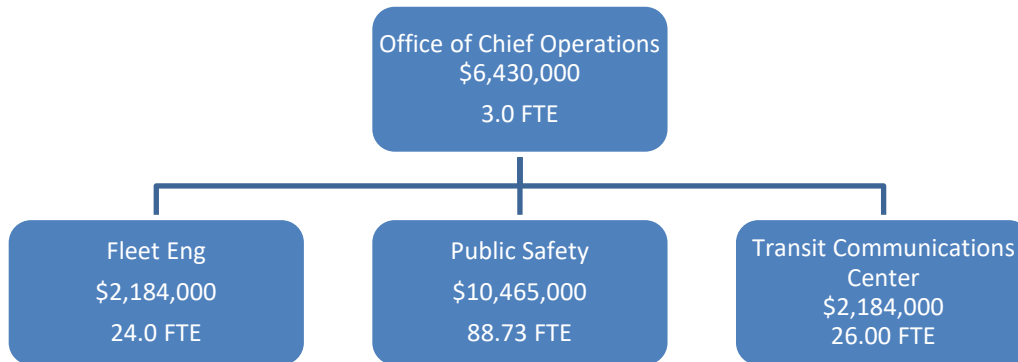 Office of Chief Operations
$6,430,000
3.0 FTE
Fleet Eng
$2,184,000
24.0 FTE
Public Safety
$10,465,000
88.73 FTE
Transit Communications
Center
$2,184,000
26.00 FTE